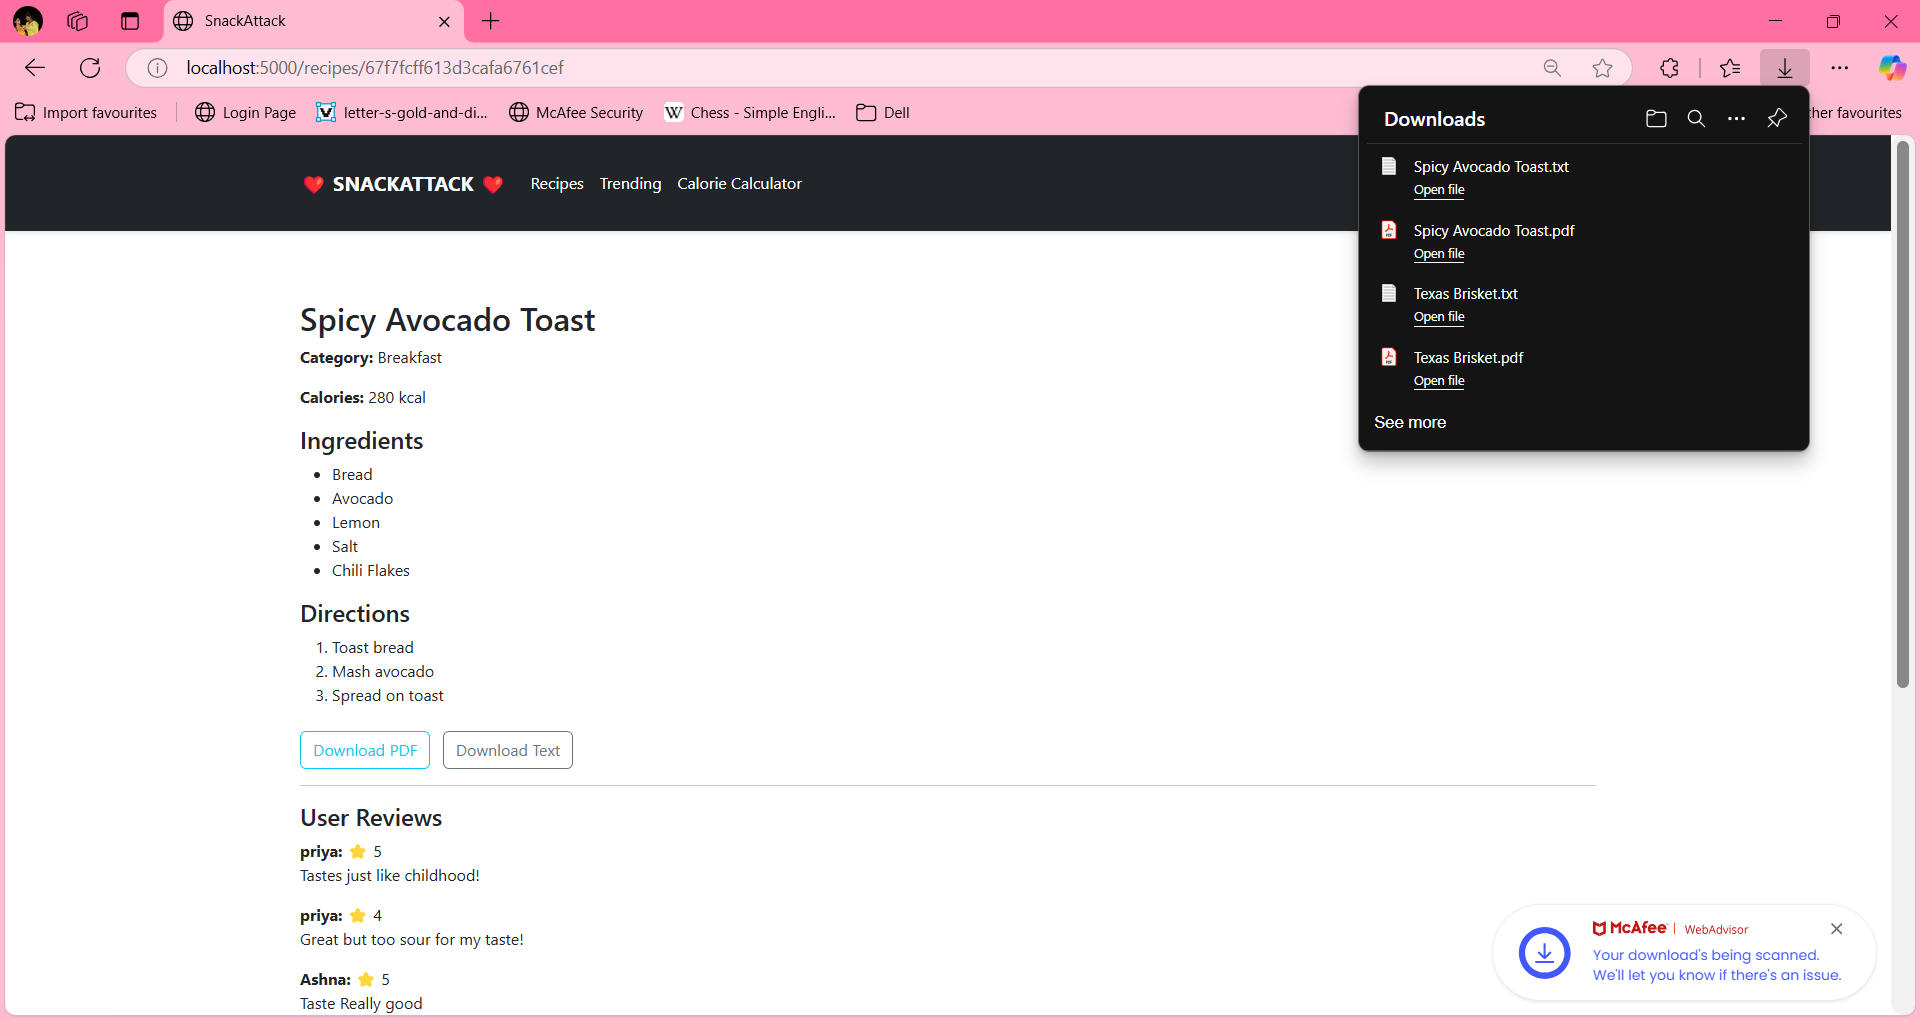 SnackAttack
localhost:5000/recipes/67f7fcff613d3cafa6761cef
Import favourites
Login Page
letter-s-gold-and-di...
McAfee Security
W Chess - Simple Engli...
Dell
her favourites
Downloads
Spicy Avocado Toast.txt
Open file
Spicy Avocado Toast.pdf
Open file
Texas Brisket.txt
Open file
Texas Brisket.pdf
Open file
See more
SNACKATTACK
Recipes Trending Calorie Calculator
Spicy Avocado Toast
Category: Breakfast
Calories: 280 kcal
Ingredients
• Bread
• Avocado
• Lemon
• Salt
• Chili Flakes
Directions
1. Toast bread
2. Mash avocado
3. Spread on toast
Download PDF Download Text
User Reviews
priya: ⭐ 5
Tastes just like childhood!
priya: ⭐ 4
Great but too sour for my taste!
Ashna: ⭐ 5
Taste Really good
McAfee | WebAdvisor
Your download's being scanned.
We'll let you know if there's an issue.